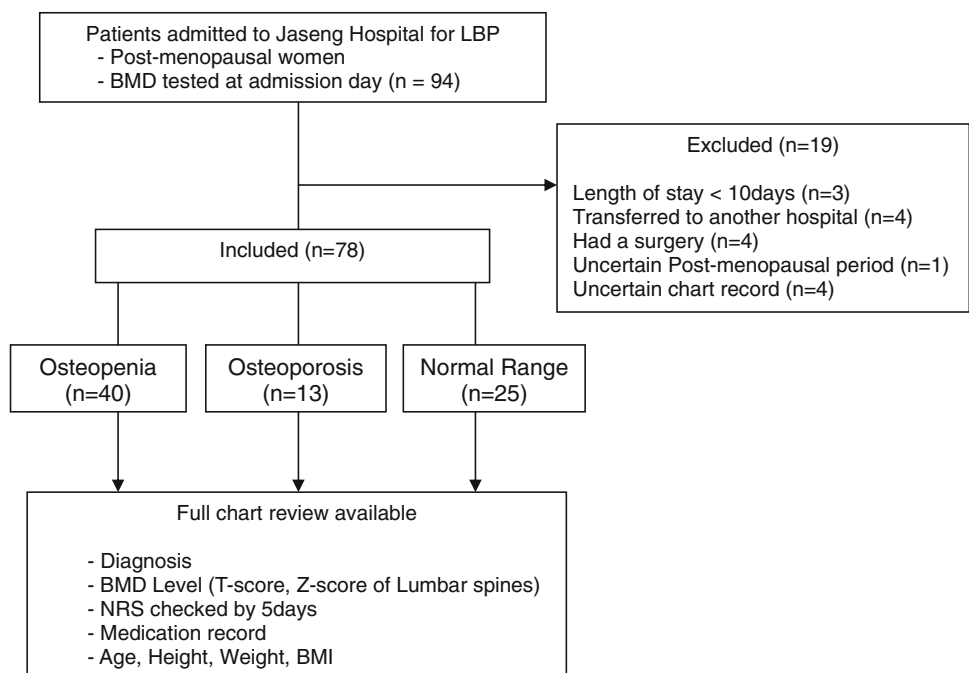 Patients admitted to Jaseng Hospital for LBP
- Post-menopausal women
- BMD tested at admission day (n = 94)
Excluded (n=19)
Length of stay < 10days (n=3)
Transferred to another hospital (n=4)
Had a surgery (n=4)
Uncertain Post-menopausal period (n=1)
Uncertain chart record (n=4)
Included (n=78)
Osteopenia
(n=40)
Osteoporosis
(n=13)
Normal Range
(n=25)
Full chart review available
- Diagnosis
- BMD Level (T-score, Z-score of Lumbar spines)
- NRS checked by 5days
- Medication record
- Age, Height, Weight, BMI